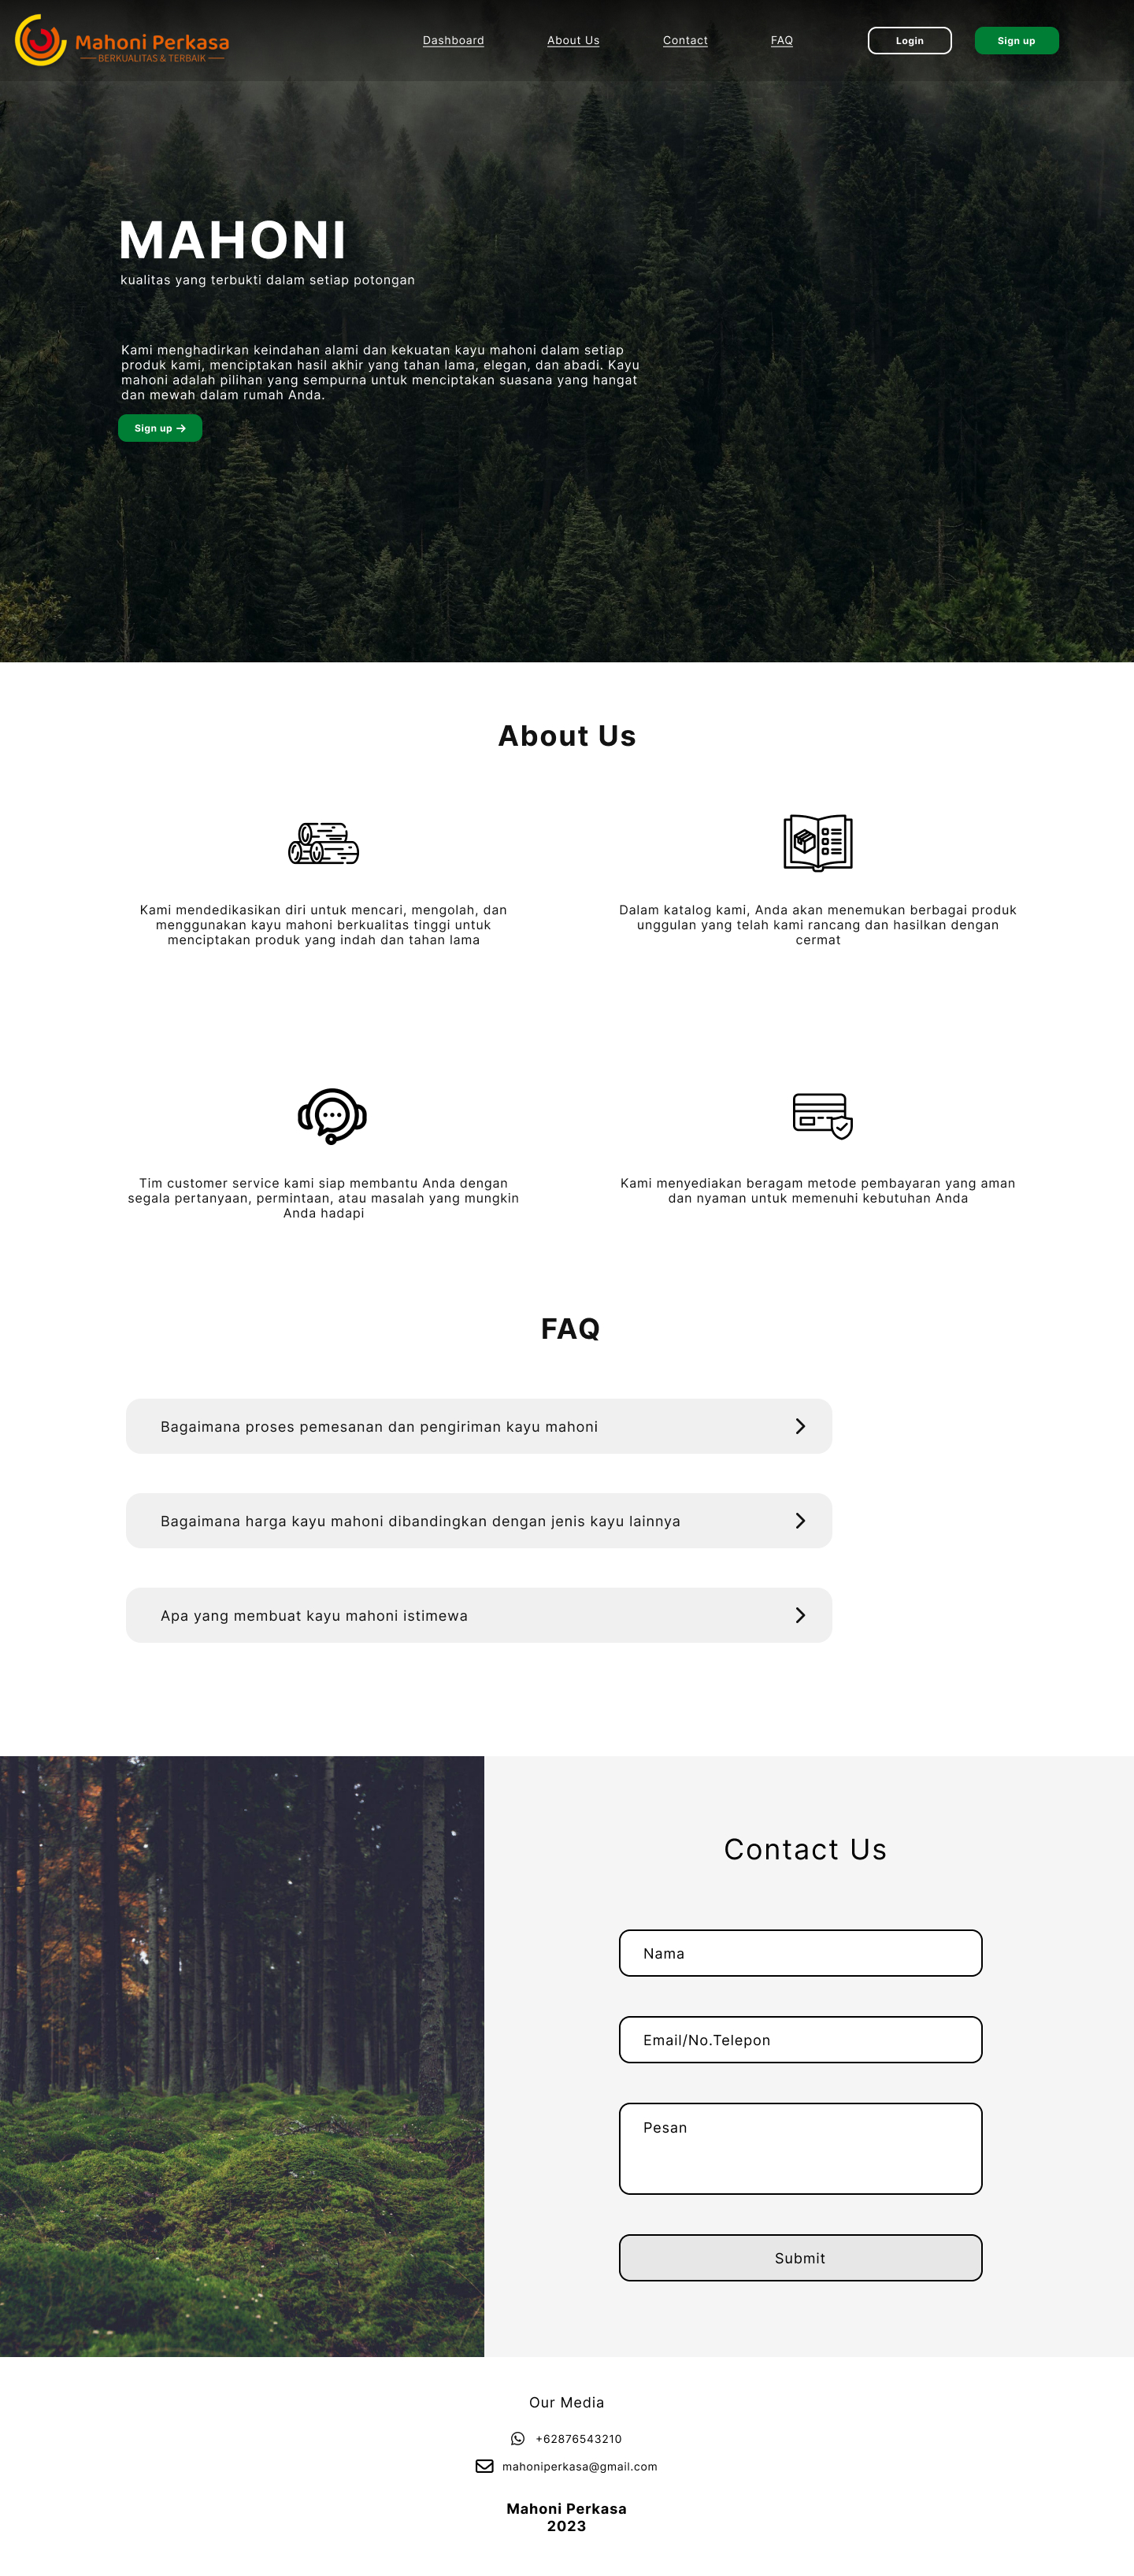 Mahoni Perkasa
BERKUALITAS & TERBAIK
Dashboard
About Us
Contact
FAQ
Login
Sign up
MAHONI
kualitas yang terbukti dalam setiap potongan
Kami menghadirkan keindahan alami dan kekuatan kayu mahoni dalam setiap
produk kami, menciptakan hasil akhir yang tahan lama, elegan, dan abadi. Kayu
mahoni adalah pilihan yang sempurna untuk menciptakan suasana yang hangat
dan mewah dalam rumah Anda.
Sign up
About Us
Kami mendedikasikan diri untuk mencari, mengolah, dan
menggunakan kayu mahoni berkualitas tinggi untuk
menciptakan produk yang indah dan tahan lama
Dalam katalog kami, Anda akan menemukan berbagai produk
unggulan yang telah kami rancang dan hasilkan dengan
cermat
Tim customer service kami siap membantu Anda dengan
segala pertanyaan, permintaan, atau masalah yang mungkin
Anda hadapi
Kami menyediakan beragam metode pembayaran yang aman
dan nyaman untuk memenuhi kebutuhan Anda
FAQ
Bagaimana proses pemesanan dan pengiriman kayu mahoni
Bagaimana harga kayu mahoni dibandingkan dengan jenis kayu lainnya
Apa yang membuat kayu mahoni istimewa
Contact Us
Nama
Email/No.Telepon
Pesan
Submit
Our Media
+62876543210
mahoniperkasa@gmail.com
Mahoni Perkasa
2023